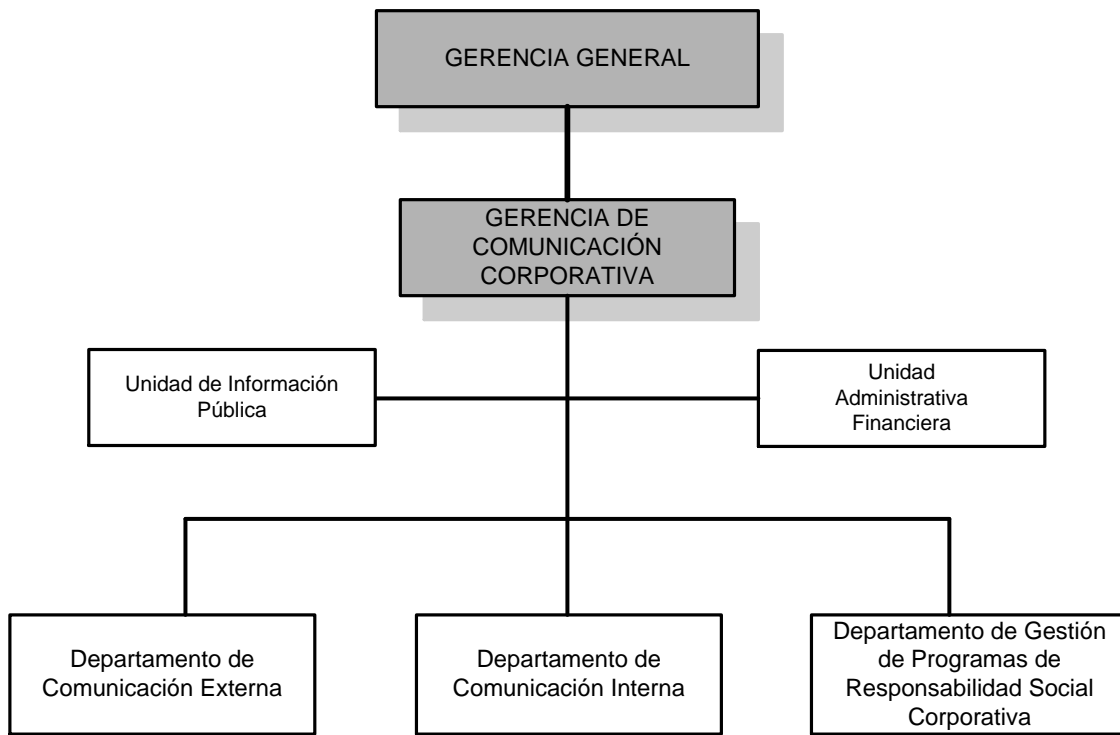 GERENCIA GENERAL
GERENCIA DE
COMUNICACIÓN
CORPORATIVA
Unidad de Información
Pública
Unidad
Administrativa
Financiera
Departamento de
Comunicación Externa
Departamento de
Comunicación Interna
Departamento de Gestión
de Programas de
Responsabilidad Social
Corporativa